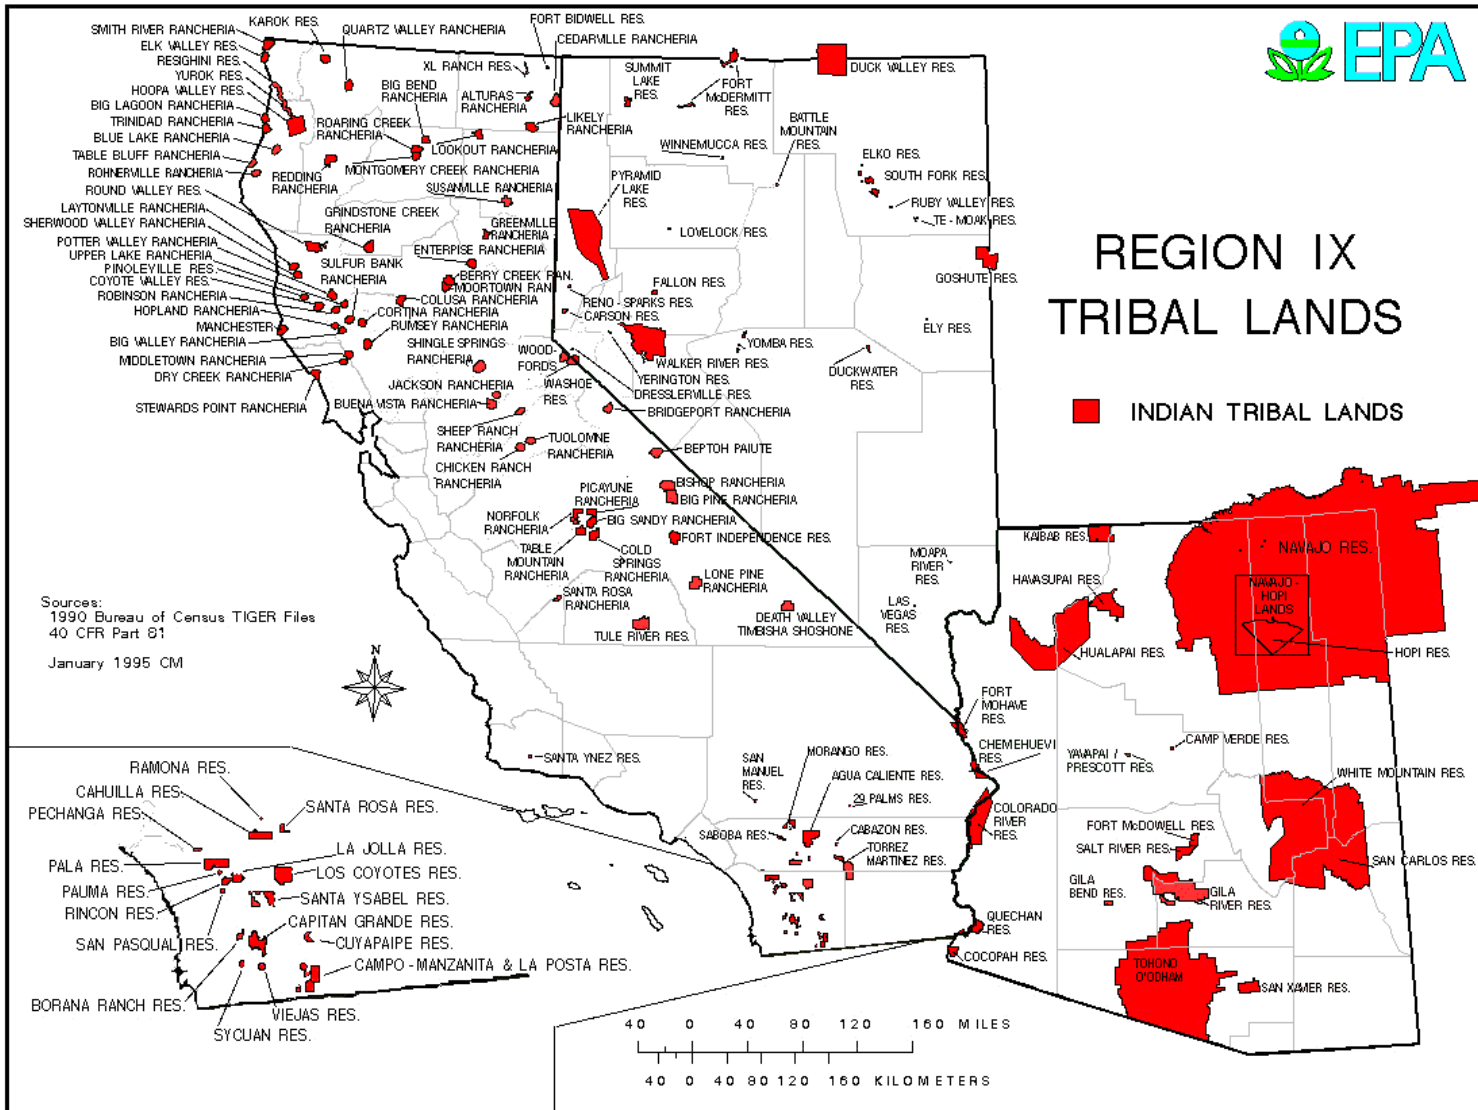 SMITH RIVER RANCHERIA
ELK VALLEY RES.
RESIGHINI RES.
YUROK RES.
HOOPA VALLEY RES.
BIG LAGOON RANCHERIA
TRINIDAD RANCHERIA
BLUE LAKE RANCHERIA
TABLE BLUFF RANCHERIA
ROHNERVILLE RANCHERIA
ROUND VALLEY RES.
LAYTONVILLE RANCHERIA
SHERWOOD VALLEY RANCHERIA
POTTER VALLEY RANCHERIA
UPPER LAKE RANCHERIA
PINOLEYVILLE RES.
COYOTE VALLEY RES.
ROBINSON RANCHERIA
HOPLAND RANCHERIA
MANCHESTER
BIG VALLEY RANCHERIA
MIDDLETOWN RANCHERIA
DRY CREEK RANCHERIA
STEWARDS POINT RANCHERIA
KAROK RES.
QUARTZ VALLEY RANCHERIA
FORT BIDWELL RES.
CEDARVILLE RANCHERIA
XL RANCH RES.
BIG BEND
RANCHERIA
ALTURAS
RANCHERIA
LIKELY
RANCHERIA
ROARING CREEK
RANCHERIA
LOOKOUT RANCHERIA
MONTGOMERY CREEK RANCHERIA
REDDING
RANCHERIA
SUSANVILLE RANCHERIA
GRINDSTONE CREEK
RANCHERIA
GREENVILLE
RANCHERIA
ENTERPISE RANCHERIA
SULFUR BANK
RANCHERIA
BERRY CREEK RAN.
MOORTOWN RAN.
COLUSA RANCHERIA
CORTINA RANCHERIA
RUMSEY RANCHERIA
SHINGLE SPRINGS
RANCHERIA
JACKSON RANCHERIA
BUENA VISTA RANCHERIA
SHEEP RANCH
RANCHERIA
TUOLOMNE
RANCHERIA
CHICKEN RANCH
RANCHERIA
WOOD-
FORDS
WASHOE
RES.
PICAYUNE
RANCHERIA
NORFOLK
RANCHERIA
BIG SANDY RANCHERIA
TABLE
MOUNTAIN
RANCHERIA
COLD
SPRINGS
RANCHERIA
SANTA ROSA
RANCHERIA
TULE RIVER RES.
BRIDGEPORT RANCHERIA
BEPTOH PAIUTE
BISHOP RANCHERIA
BIG PINE RANCHERIA
FORT INDEPENDENCE RES.
LONE PINE
RANCHERIA
DEATH VALLEY
TIMBISHA SHOSHONE
SUMMIT
LAKE
RES.
FORT
McDERMITT
RES.
DUCK VALLEY RES.
BATTLE
MOUNTAIN
RES.
WINNEMUCCA RES.
ELKO RES.
SOUTH FORK RES.
RUBY VALLEY RES.
TE - MOAK RES.
PYRAMID
LAKE
RES.
LOVELOCK RES.
GOSHUTE RES.
FALLON RES.
RENO - SPARKS RES.
CARSON RES.
ELY RES.
YOMBA RES.
WALKER RIVER RES.
YERINGTON RES.
DRESSLERVILLE RES.
DUCKWATER
RES.
MOAPA
RIVER
RES.
LAS
VEGAS
RES.
EPA
REGION IX
TRIBAL LANDS
INDIAN TRIBAL LANDS
KAIBAB RES.
NAVAJO RES.
HAVASUPAI RES.
NAVAJO -
HOPI
LANDS
HUALAPAI RES.
HOPI RES.
FORT
MOHAVE
RES.
CHEMEHUEVI
RES.
YAVAPAI /
PRESCOTT RES.
CAMP VERDE RES.
WHITE MOUNTAIN RES.
COLORADO
RIVER
RES.
FORT McDOWELL RES.
SALT RIVER RES.
SAN CARLOS RES.
GILA
BEND RES.
GILA
RIVER RES.
QUECHAN
RES.
COCOPAH RES.
TOHONO
O'ODHAM
SAN XAVIER RES.
SANTA YNEZ RES.
SAN
MANUEL
RES.
MORANGO RES.
AGUA CALIENTE RES.
29 PALMS RES.
SABOBA RES.
CABAZON RES.
TORREZ
MARTINEZ RES.
Sources:
1990 Bureau of Census TIGER Files
40 CFR Part 81
January 1995 CM
N
RAMONA RES.
CAHUILLA RES.
PECHANGA RES.
SANTA ROSA RES.
LA JOLLA RES.
PALA RES.
LOS COYOTES RES.
PAUMA RES.
SANTA YSABEL RES.
RINCON RES.
CAPITAN GRANDE RES.
SAN PASQUAL RES.
CUYAPAIPE RES.
CAMPO - MANZANITA & LA POSTA RES.
BORANA RANCH RES.
VIEJAS RES.
SYCUAN RES.
40 0 40 80 120 160 MILES
40 0 40 80 120 160 KILOMETERS